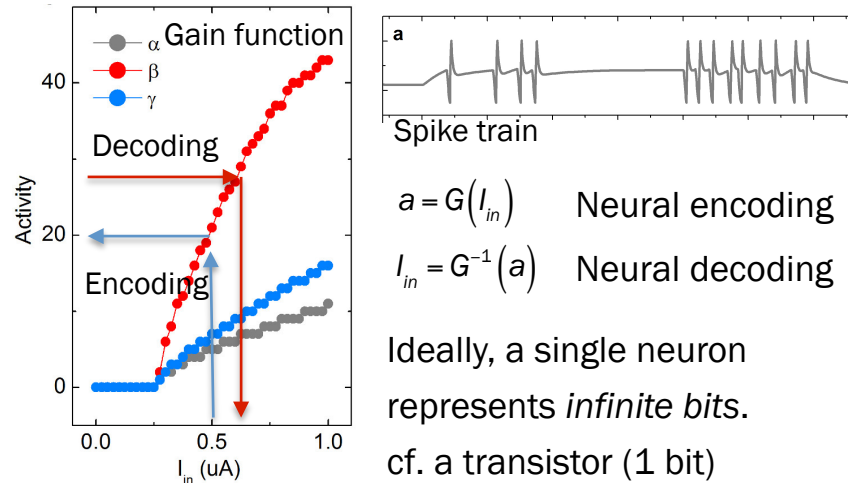 Gain function
α
β
γ
40
20
0
Activity
Decoding
Encoding
0.0
0.5
1.0
I_in (uA)
a
Spike train
a = G(I_in)
Neural encoding
I_in = G⁻¹(a)
Neural decoding
Ideally, a single neuron
represents infinite bits.
cf. a transistor (1 bit)